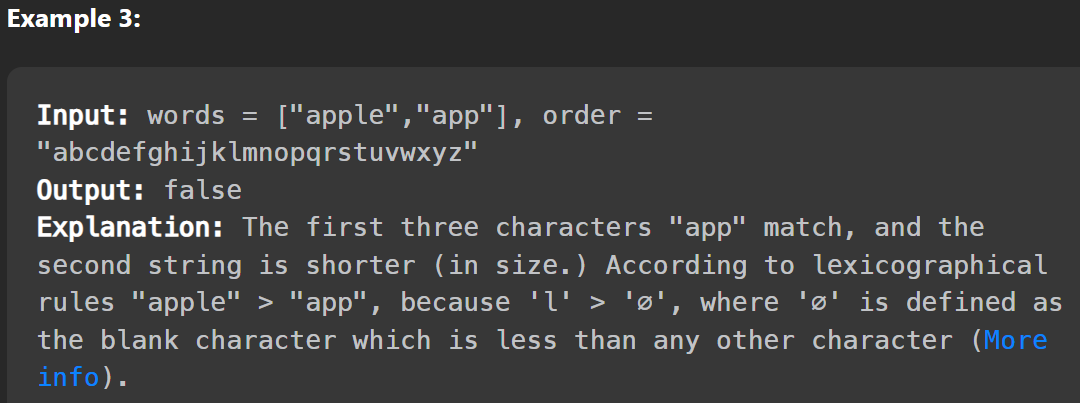 Example 3:
Input: words = ["apple","app"], order =
"abcdefghijklmnopqrstuvwxyz"
Output: false
Explanation: The first three characters "app" match, and the
second string is shorter (in size.) According to lexicographical
rules "apple" > "app", because 'l' > '∅', where '∅' is defined as
the blank character which is less than any other character (More
info).